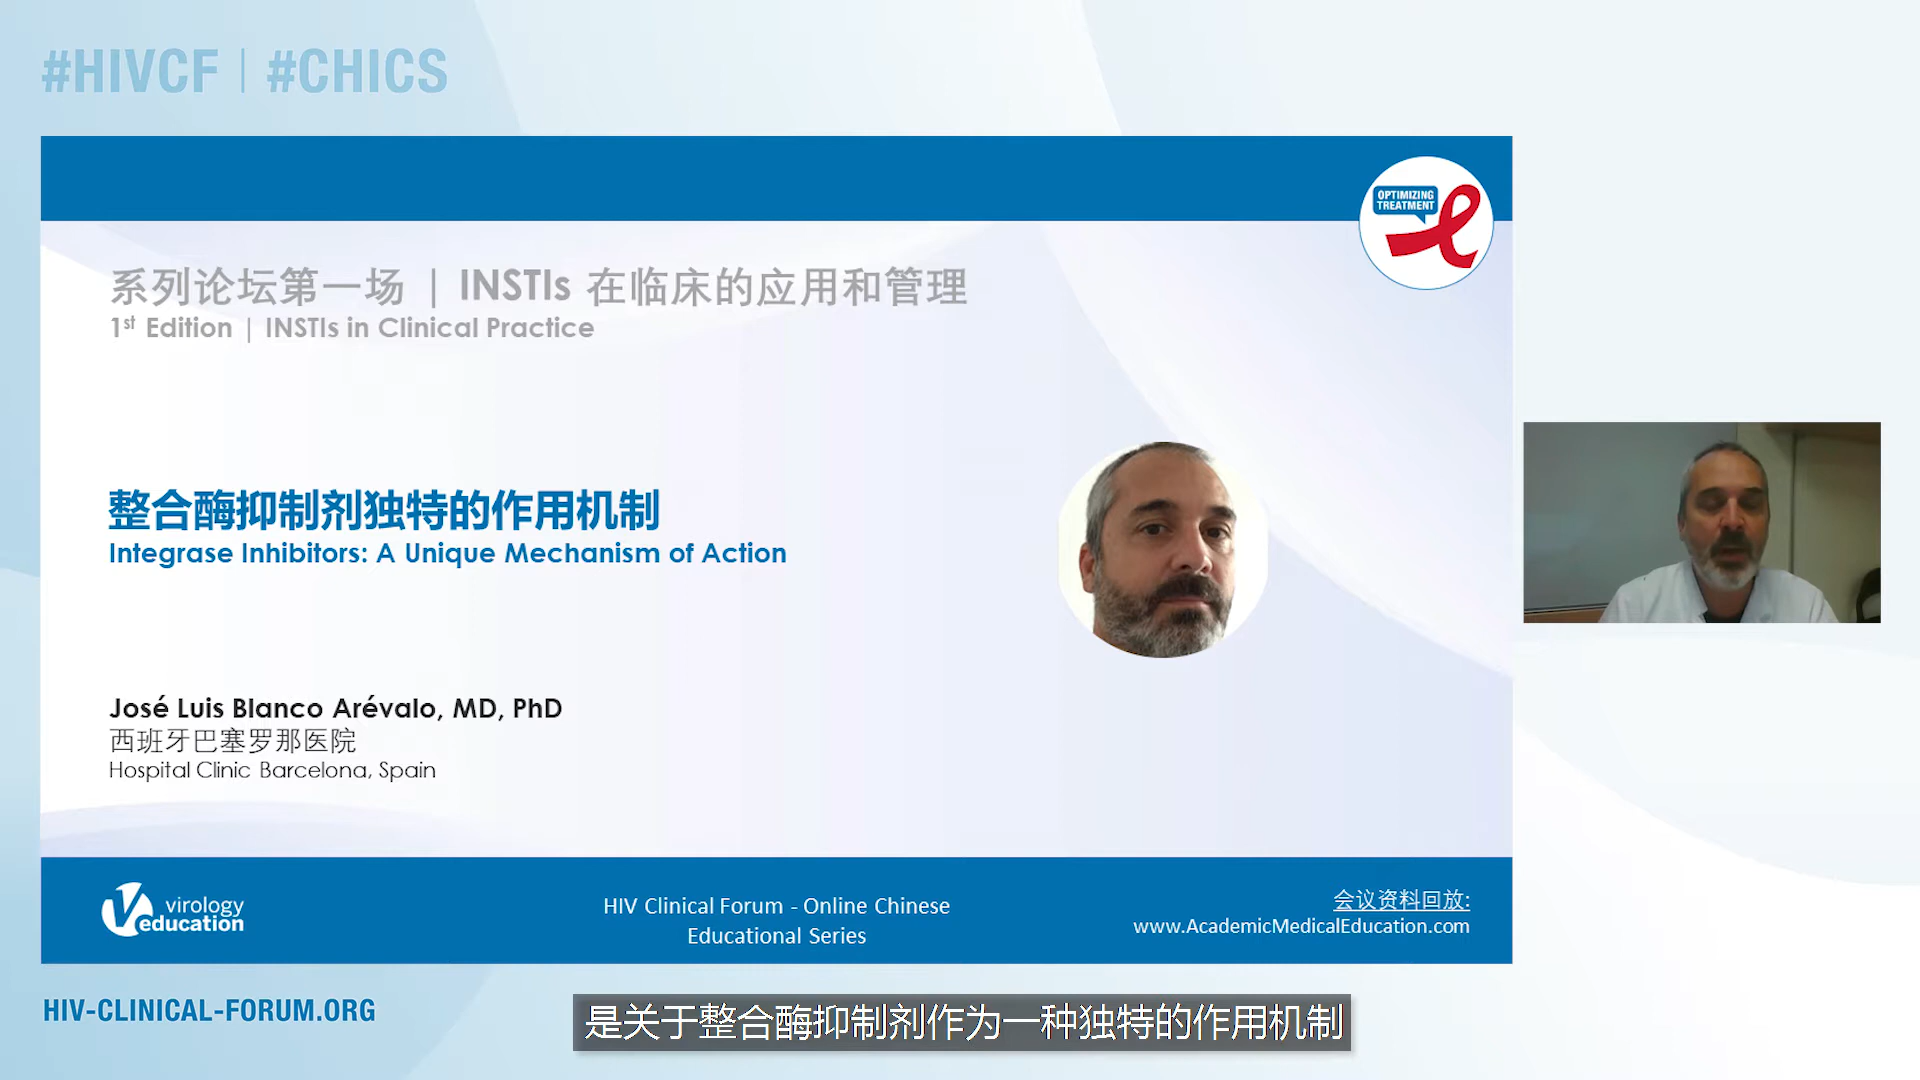 #HIVCF | #CHICS
OPTIMIZING
TREATMENT
系列论坛第一场 | INSTIs 在临床的应用和管理
1st Edition | INSTIs in Clinical Practice
整合酶抑制剂独特的作用机制
Integrase Inhibitors: A Unique Mechanism of Action
José Luis Blanco Arévalo, MD, PhD
西班牙巴塞罗那医院
Hospital Clinic Barcelona, Spain
virology
education
HIV Clinical Forum - Online Chinese
Educational Series
会议资料回放:
www.AcademicMedicalEducation.com
HIV-CLINICAL-FORUM.ORG
是关于整合酶抑制剂作为一种独特的作用机制